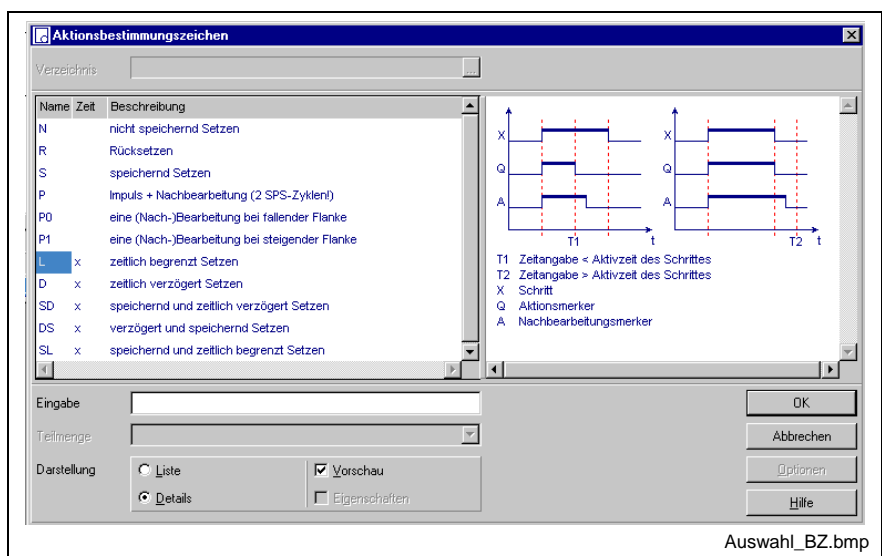 Aktionsbestimmungszeichen
Verzeichnis
...
Name Zeit Beschreibung
N nicht speichernd Setzen
R Rücksetzen
S speichernd Setzen
P Impuls + Nachbearbeitung (2 SPS-Zyklen!)
P0 eine (Nach-)Bearbeitung bei fallender Flanke
P1 eine (Nach-)Bearbeitung bei steigender Flanke
L x zeitlich begrenzt Setzen
D x zeitlich verzögert Setzen
SD x speichernd und zeitlich verzögert Setzen
DS x verzögert und speichernd Setzen
SL x speichernd und zeitlich begrenzt Setzen
X X
Q Q
A A
T1 t T2 t
T1 Zeitangabe < Aktivzeit des Schrittes
T2 Zeitangabe > Aktivzeit des Schrittes
X Schritt
Q Aktionsmerker
A Nachbearbeitungsmerker
Eingabe
OK
Teilmenge
Abbrechen
Darstellung
Liste
Vorschau
Optionen
Details
Eigenschaften
Hilfe
Auswahl_BZ.bmp